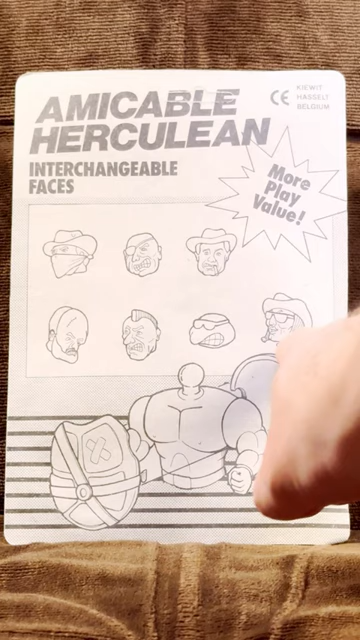 AMICABLE
HERCULEAN
INTERCHANGEABLE
FACES
CE KIEWIT
HASSELT
BELGIUM
More
Play
Value!